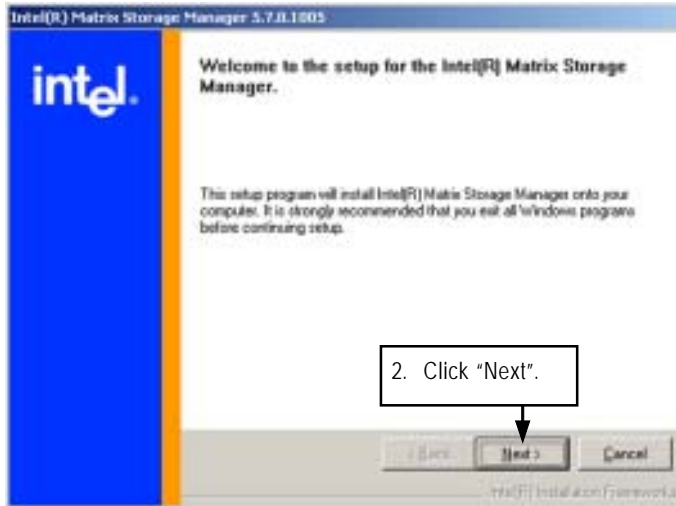 Intel(R) Matrix Storage Manager 5.7.0.1005
intel.
Welcome to the setup for the Intel(R) Matrix Storage
Manager.
This setup program will install Intel(R) Matrix Storage Manager onto your
computer. It is strongly recommended that you exit all Windows programs
before continuing setup.
2. Click "Next".
< Back
Next >
Cancel
Intel(R) Installation Framework